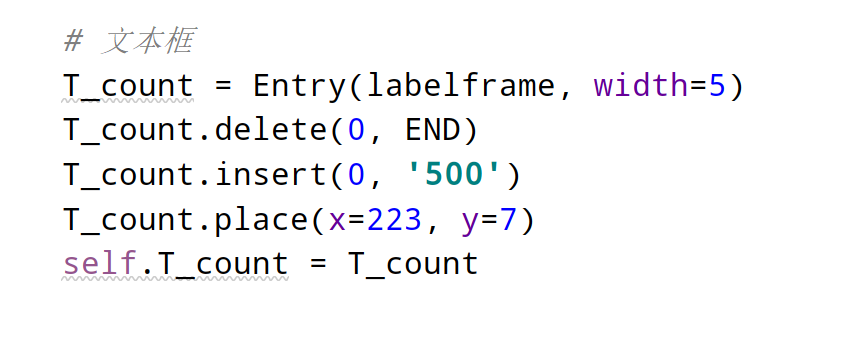 # 文本框
T_count = Entry(labelframe, width=5)
T_count.delete(0, END)
T_count.insert(0, '500')
T_count.place(x=223, y=7)
self.T_count = T_count